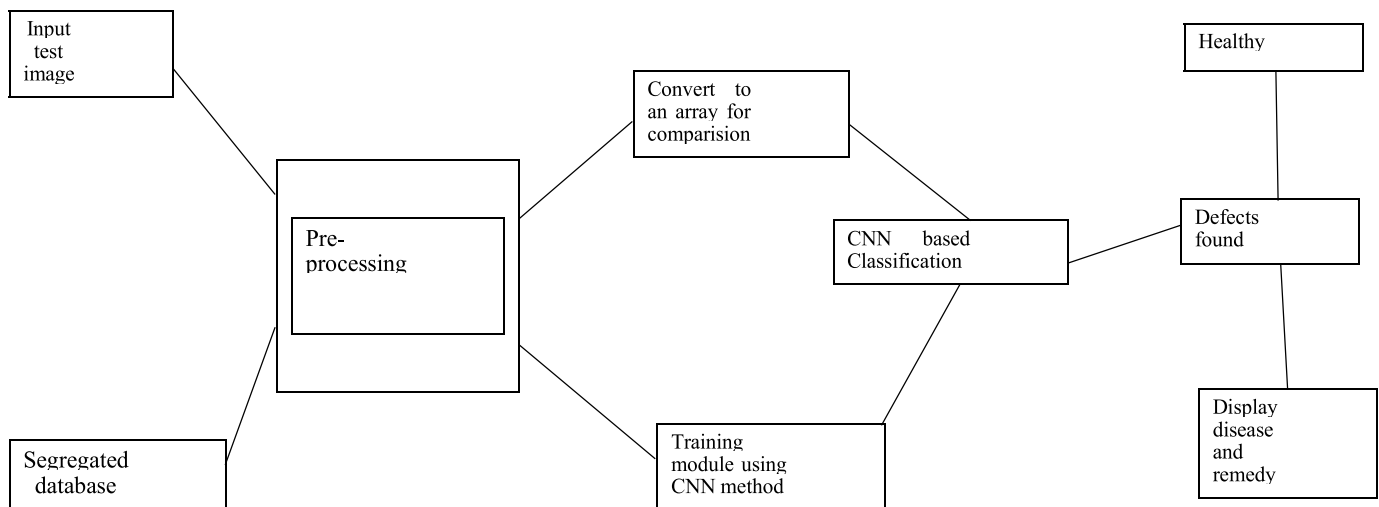 Input
test
image
Segregated
database
Pre-
processing
Convert to
an array for
comparision
Training
module using
CNN method
CNN based
Classification
Healthy
Defects
found
Display
disease
and
remedy